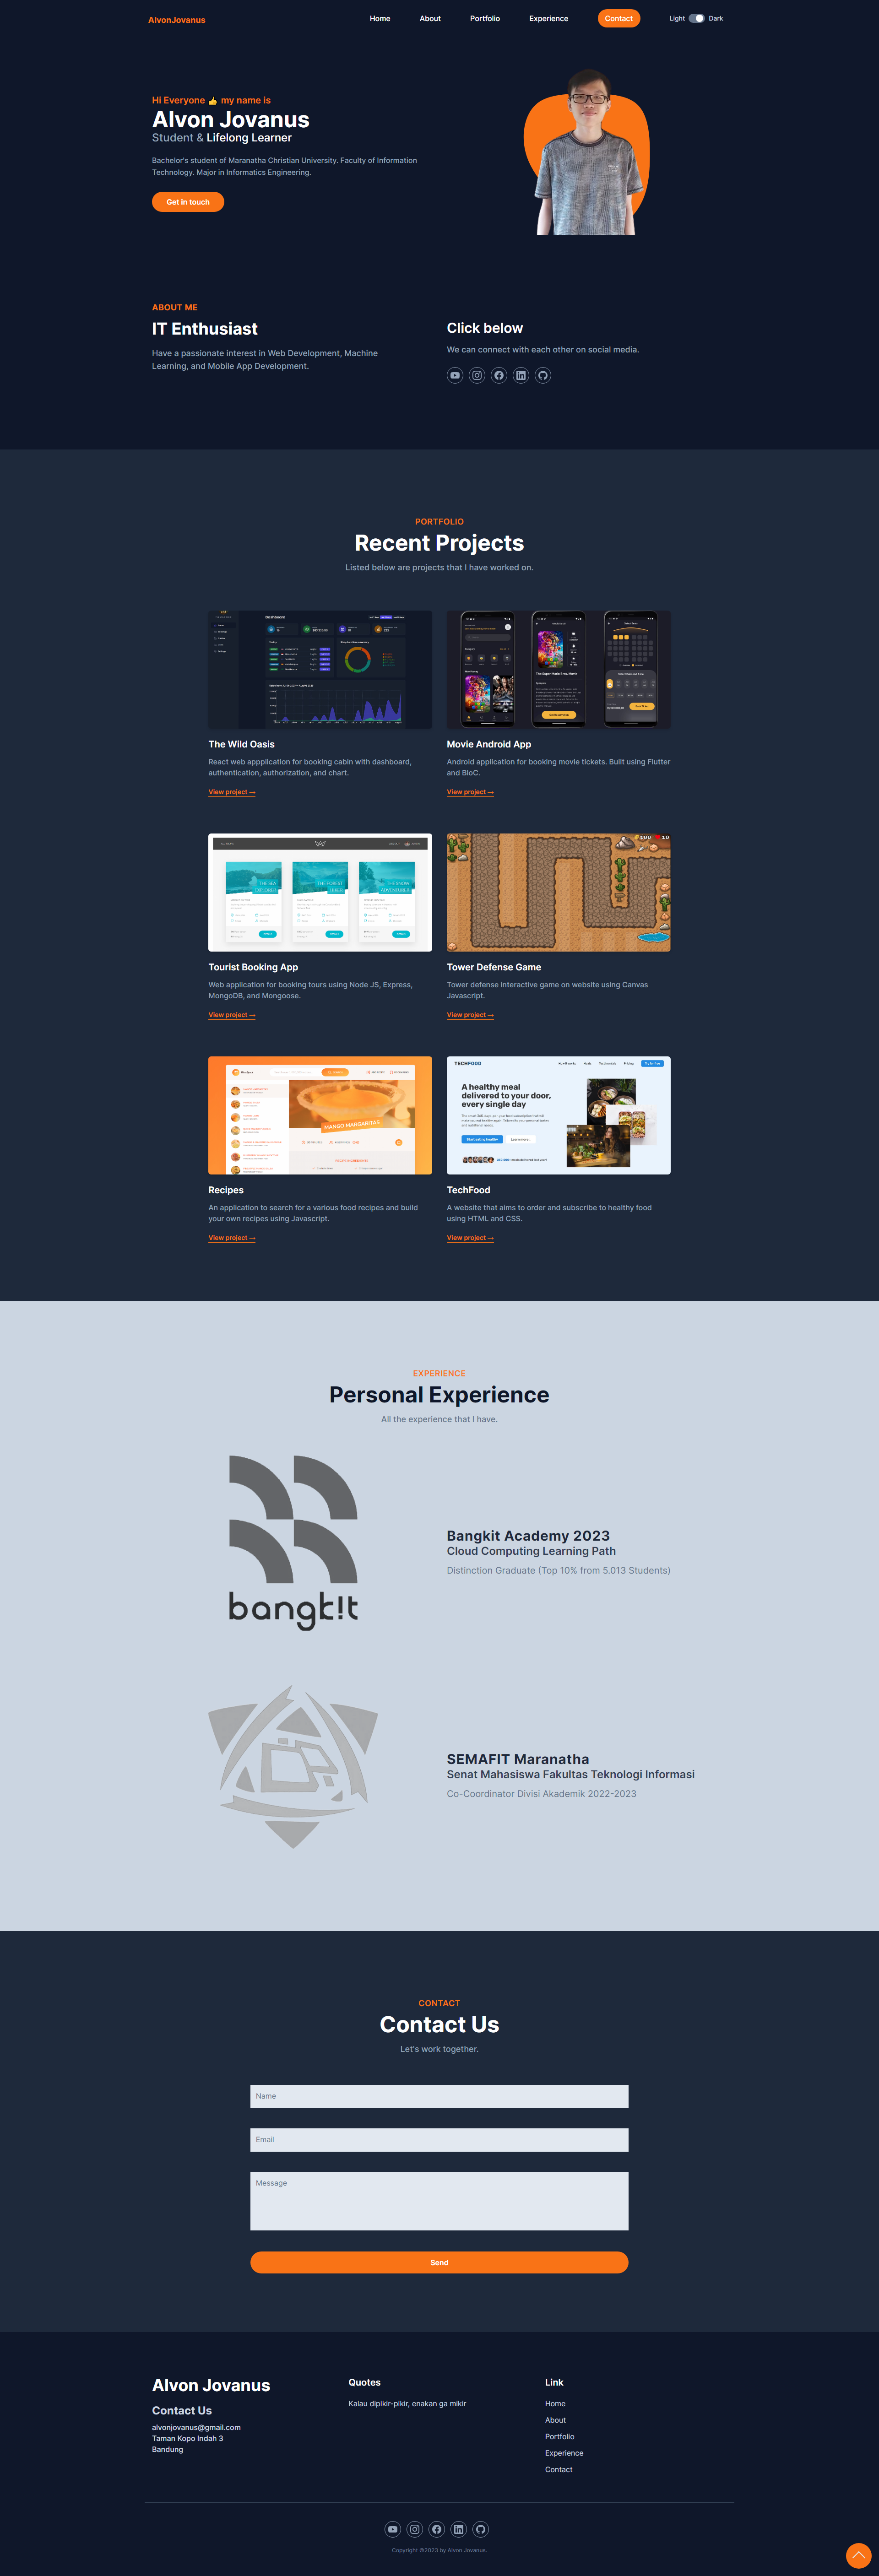 AlvonJovanus
Home
About
Portfolio
Experience
Contact
Light
Dark
Hi Everyone 👍 my name is
Alvon Jovanus
Student & Lifelong Learner
Bachelor's student of Maranatha Christian University. Faculty of Information
Technology. Major in Informatics Engineering.
Get in touch
ABOUT ME
IT Enthusiast
Have a passionate interest in Web Development, Machine
Learning, and Mobile App Development.
Click below
We can connect with each other on social media.
PORTFOLIO
Recent Projects
Listed below are projects that I have worked on.
The Wild Oasis
React web appplication for booking cabin with dashboard,
authentication, authorization, and chart.
View project →
Movie Android App
Android application for booking movie tickets. Built using Flutter
and BloC.
View project →
Tourist Booking App
Web application for booking tours using Node JS, Express,
MongoDB, and Mongoose.
View project →
Tower Defense Game
Tower defense interactive game on website using Canvas
Javascript.
View project →
MANGO MARGARITAS
Recipes
An application to search for a various food recipes and build
your own recipes using Javascript.
View project →
TECHFOOD
A healthy meal
delivered to your door,
every single day
TechFood
A website that aims to order and subscribe to healthy food
using HTML and CSS.
View project →
EXPERIENCE
Personal Experience
All the experience that I have.
bangk!t
Bangkit Academy 2023
Cloud Computing Learning Path
Distinction Graduate (Top 10% from 5.013 Students)
SEMAFIT Maranatha
Senat Mahasiswa Fakultas Teknologi Informasi
Co-Coordinator Divisi Akademik 2022-2023
CONTACT
Contact Us
Let's work together.
Name
Email
Message
Send
Alvon Jovanus
Contact Us
alvonjovanus@gmail.com
Taman Kopo Indah 3
Bandung
Quotes
Kalau dipikir-pikir, enakan ga mikir
Link
Home
About
Portfolio
Experience
Contact
Copyright ©2023 by Alvon Jovanus.